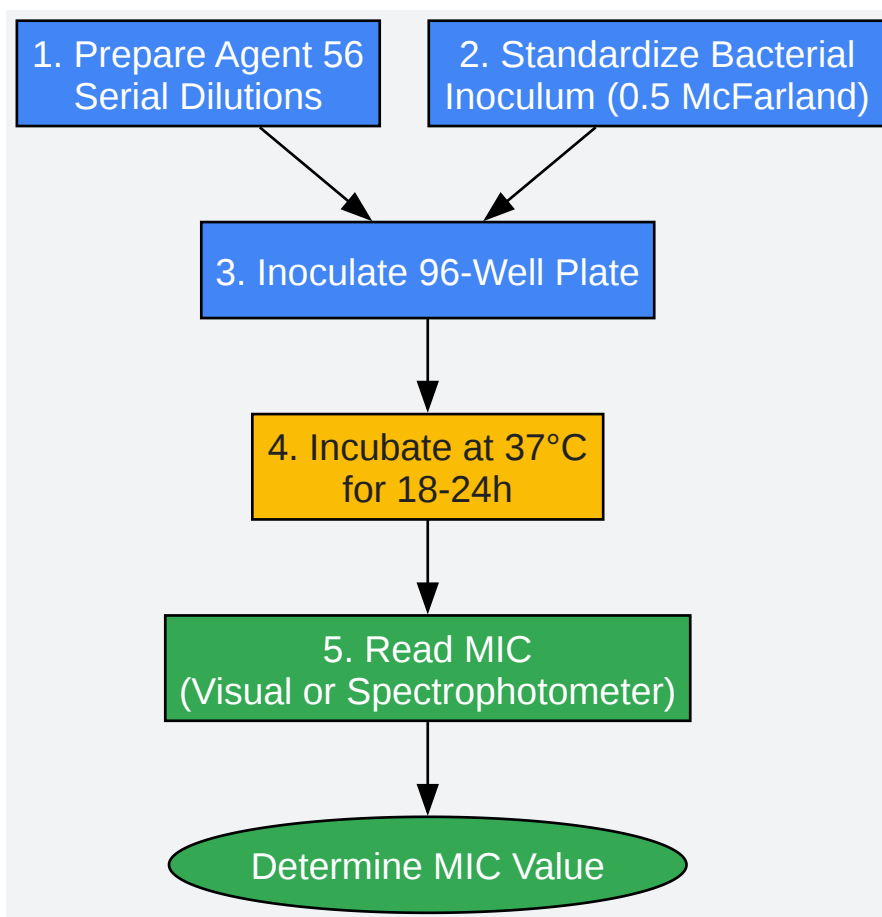 1. Prepare Agent 56
Serial Dilutions
2. Standardize Bacterial
Inoculum (0.5 McFarland)
3. Inoculate 96-Well Plate
4. Incubate at 37°C
for 18-24h
5. Read MIC
(Visual or Spectrophotometer)
Determine MIC Value